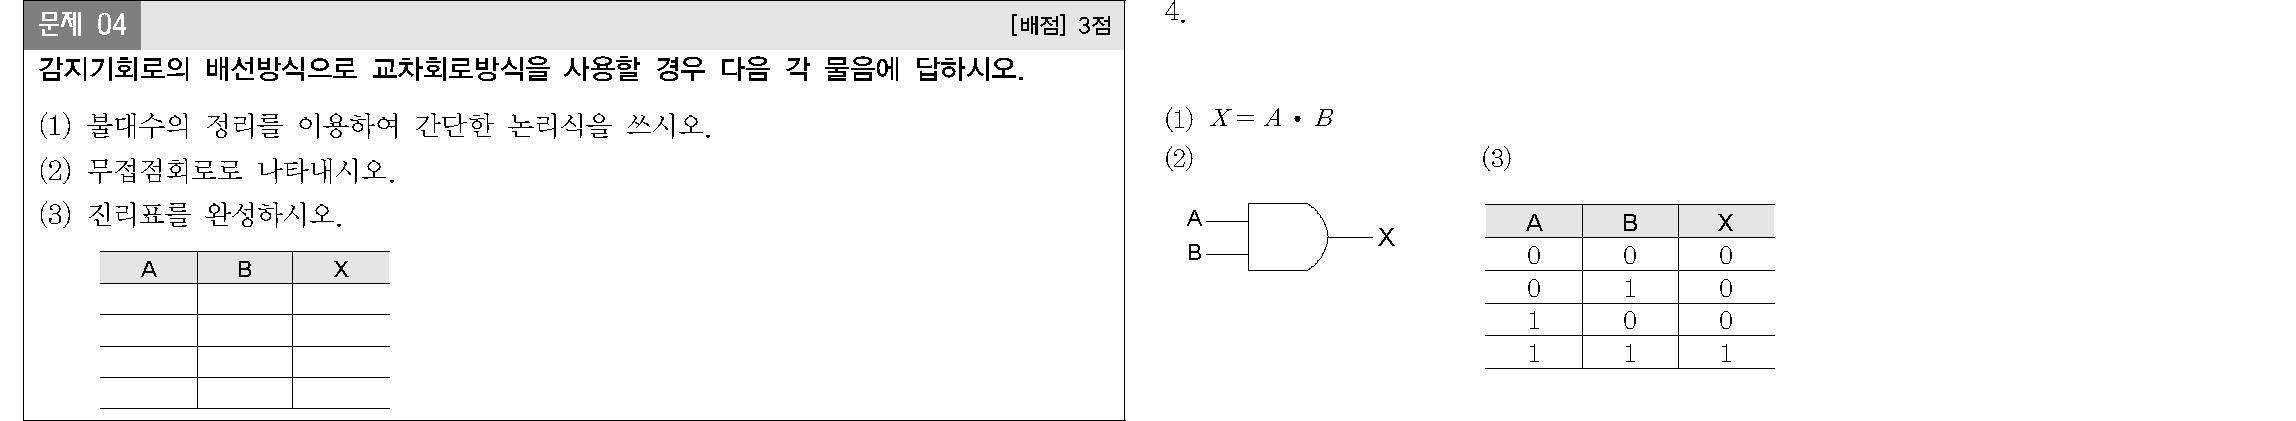 문제 04 [배점] 3점
감지기회로의 배선방식으로 교차회로방식을 사용할 경우 다음 각 물음에 답하시오.
(1) 불대수의 정리를 이용하여 간단한 논리식을 쓰시오.
(2) 무접점회로로 나타내시오.
(3) 진리표를 완성하시오.
A B X
4.
(1) X = A • B
(2) (3)
A
B
X
A B X
0 0 0
0 1 0
1 0 0
1 1 1